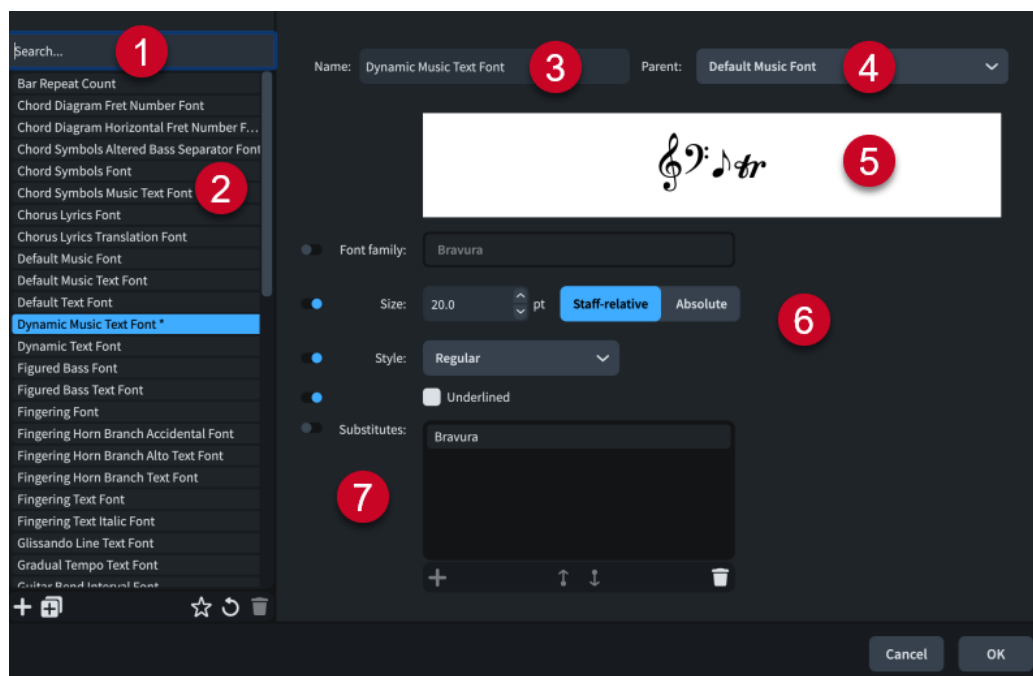 Search...
1
Bar Repeat Count
Chord Diagram Fret Number Font
Chord Diagram Horizontal Fret Number F...
Chord Symbols Altered Bass Separator Font
Chord Symbols Font
Chord Symbols Music Text Font
2
Chorus Lyrics Font
Chorus Lyrics Translation Font
Default Music Font
Default Music Text Font
Default Text Font
Dynamic Music Text Font *
Dynamic Text Font
Figured Bass Font
Figured Bass Text Font
Fingering Font
Fingering Horn Branch Accidental Font
Fingering Horn Branch Alto Text Font
Fingering Horn Branch Text Font
Fingering Text Font
Fingering Text Italic Font
Glissando Line Text Font
Gradual Tempo Text Font
Guitar Bend Interval Font
Name: Dynamic Music Text Font 3 Parent: Default Music Font 4
tr 5
Font family: Bravura
Size: 20.0 pt Staff-relative Absolute
6
Style: Regular
Underlined
Substitutes: Bravura
7
Cancel OK